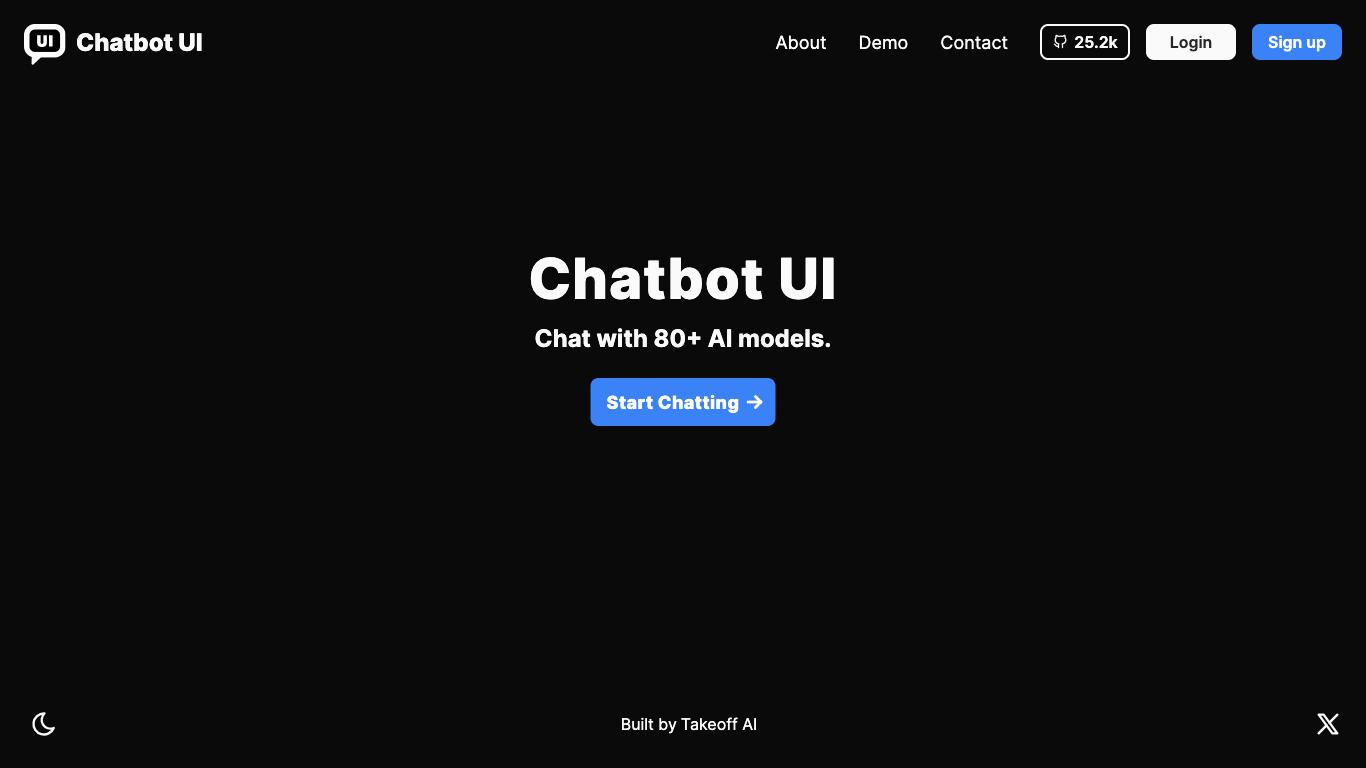 UI Chatbot UI
About Demo Contact 25.2k Login Sign up
Chatbot UI
Chat with 80+ AI models.
Start Chatting →
Built by Takeoff AI